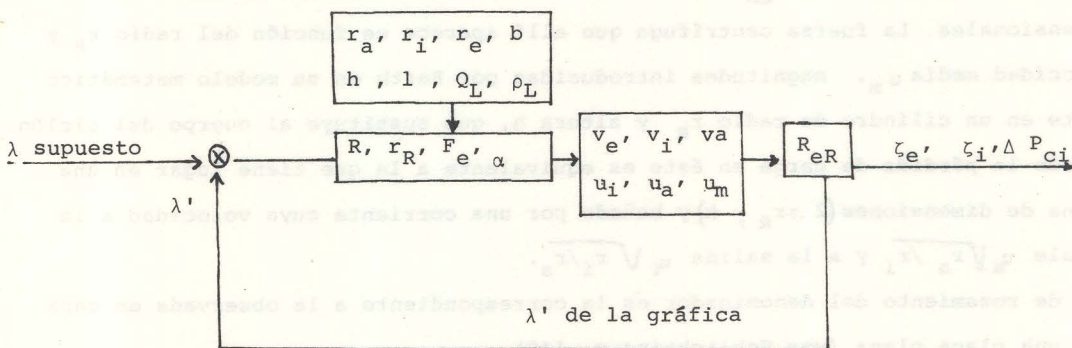 r_a, r_i, r_e, b
h , l , Q_L, ρ_L
λ supuesto
R, r_R, F_e, α
v_e, v_i, va
u_i, u_a, u_m
R_eR
ζ_e, ζ_i, Δ P_ci
λ'
λ' de la gráfica